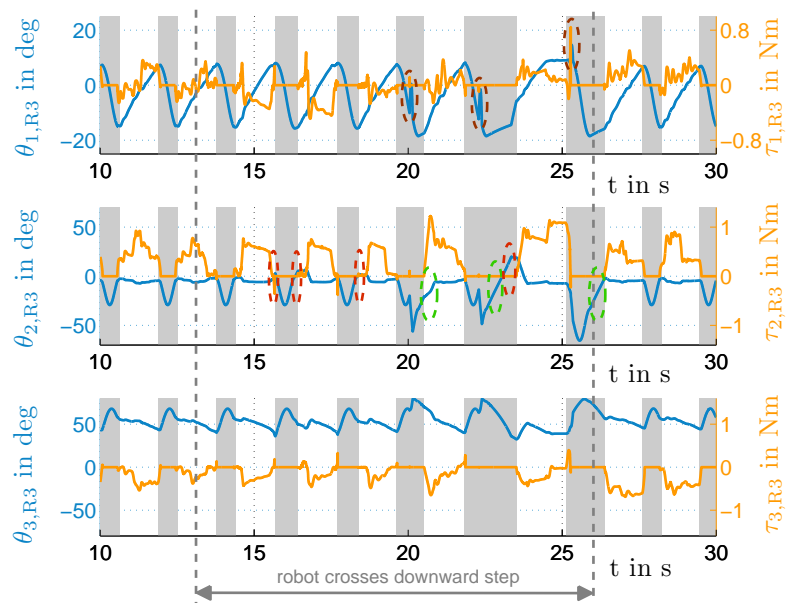 θ1,R3 in deg
20
0
−20
0.8
0
−0.8
τ1,R3 in Nm
10 15 20 25 30
t in s
θ2,R3 in deg
50
0
−50
1
0
−1
τ2,R3 in Nm
10 15 20 25 30
t in s
θ3,R3 in deg
50
0
−50
1
0
−1
τ3,R3 in Nm
10 15 20 25 30
t in s
robot crosses downward step